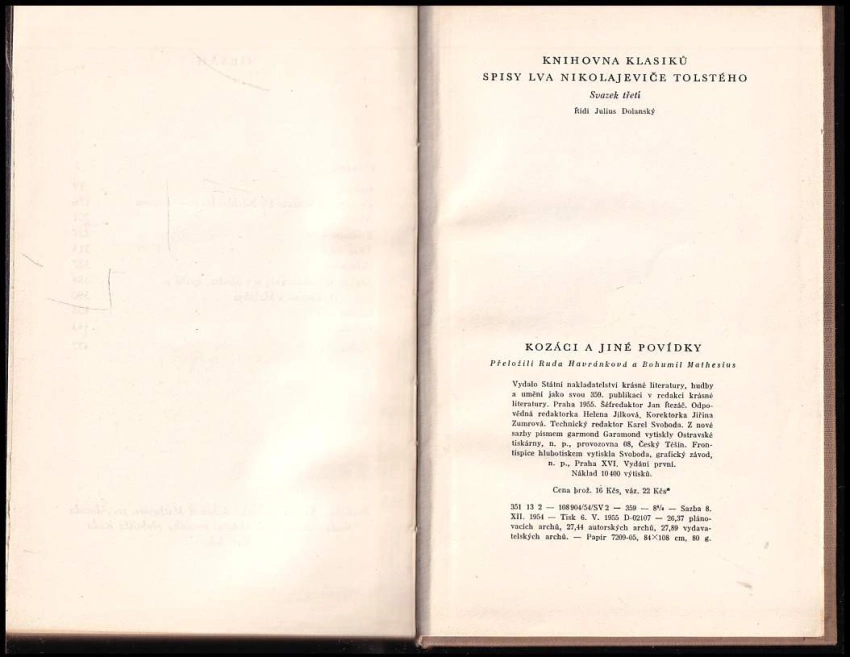 KNIHOVNA KLASIKŮ
SPISY LVA NIKOLAJEVIČE TOLSTÉHO
Svazek třetí
Řídí Julius Dolanský
KOZÁCI A JINÉ POVÍDKY
Přeložili Ruda Havránková a Bohumil Mathesius
Vydalo Státní nakladatelství krásné literatury, hudby
a umění jako svou 359. publikaci v redakci krásné
literatury. Praha 1955. Šéfredaktor Jan Řezáč. Odpo-
vědná redaktorka Helena Jílková, Korektorka Jiřina
Zumrová. Technický redaktor Karel Svoboda. Z nové
sazby písmem garmond Garamond vytiskly Ostravské
tiskárny, n. p., provozovna 08, Český Těšín. Fron-
tispice hlubotiskem vytiskla Svoboda, grafický závod,
n. p., Praha XVI. Vydání první.
Náklad 10 400 výtisků.
Cena brož. 16 Kčs, váz. 22 Kčs*
351 13 2 — 108 904/54/SV 2 — 359 — 8⁰/₄ — Sazba 8.
XII. 1954 — Tisk 6. V. 1955 D-02107 — 26,37 pláno-
vacích archů, 27,44 autorských archů, 27,89 vydava-
telských archů. — Papír 7209-05, 84×108 cm, 80 g.